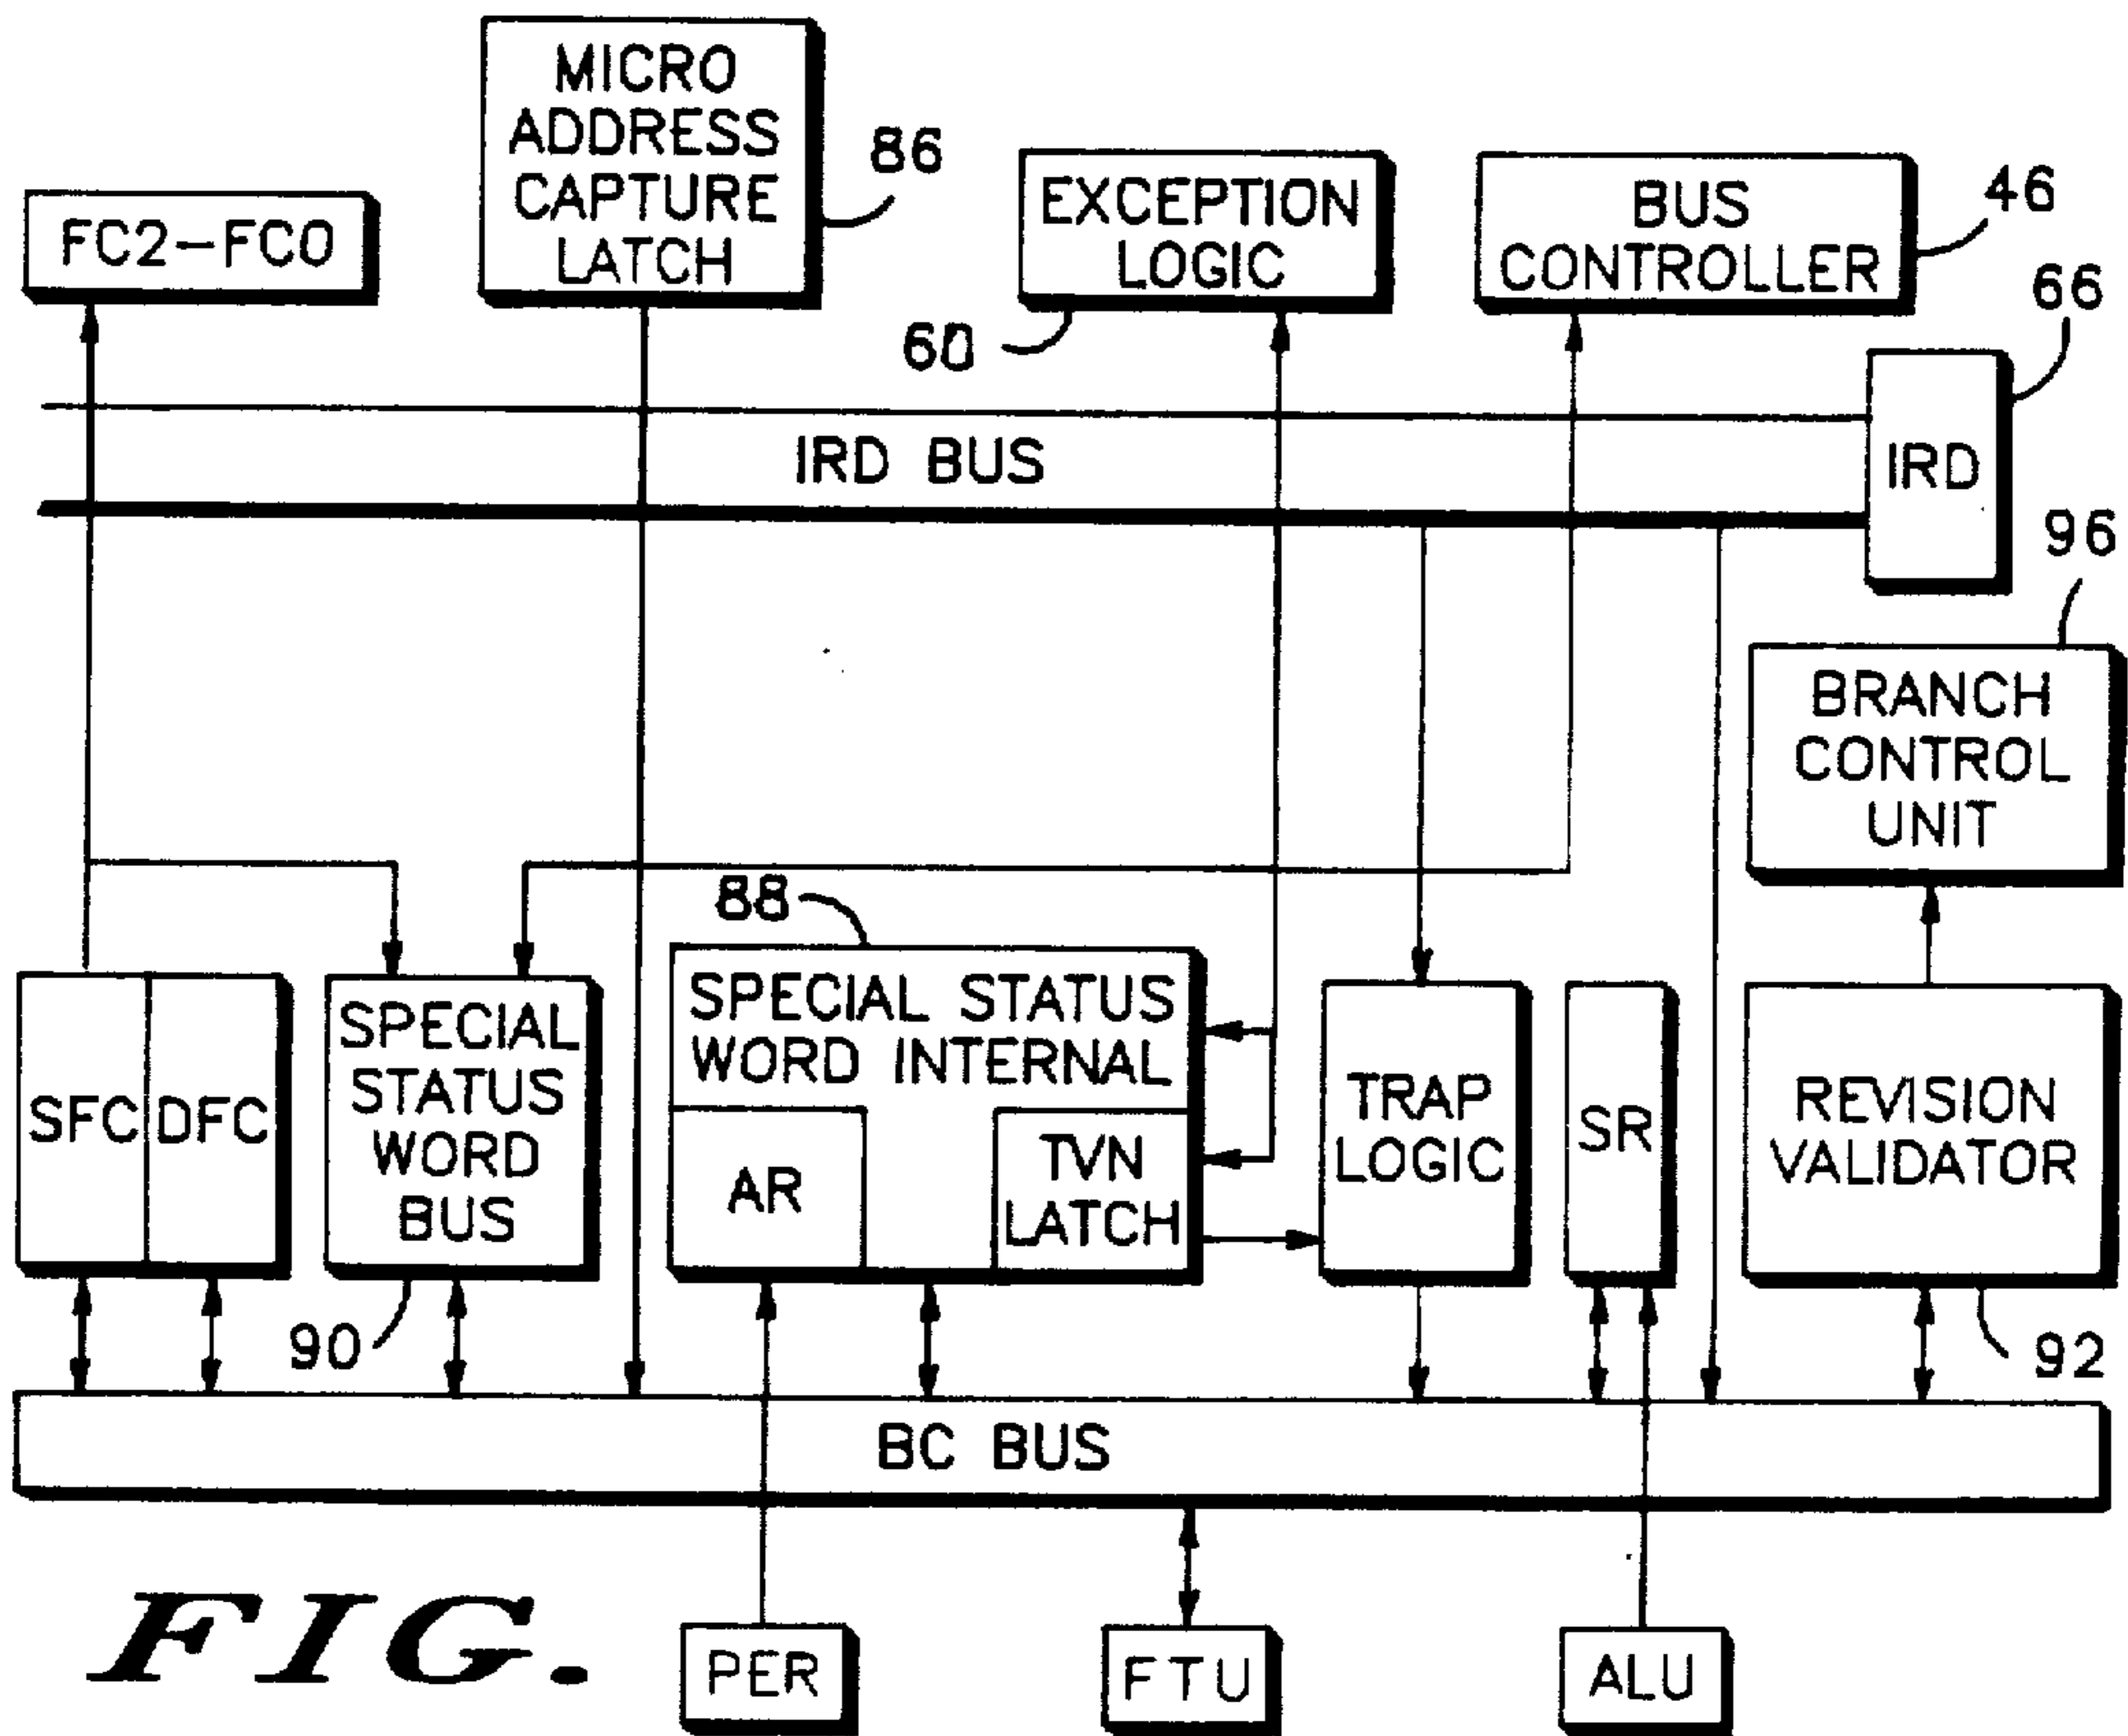 MICRO
ADDRESS
CAPTURE
LATCH
86
FC2-FC0
EXCEPTION
LOGIC
60
BUS
CONTROLLER
46
66
IRD BUS
IRD
96
BRANCH
CONTROL
UNIT
88
SFC
DFC
SPECIAL
STATUS
WORD
BUS
90
SPECIAL STATUS
WORD INTERNAL
AR
TVN
LATCH
TRAP
LOGIC
SR
REVISION
VALIDATOR
92
BC BUS
FIG.
PER
FTU
ALU